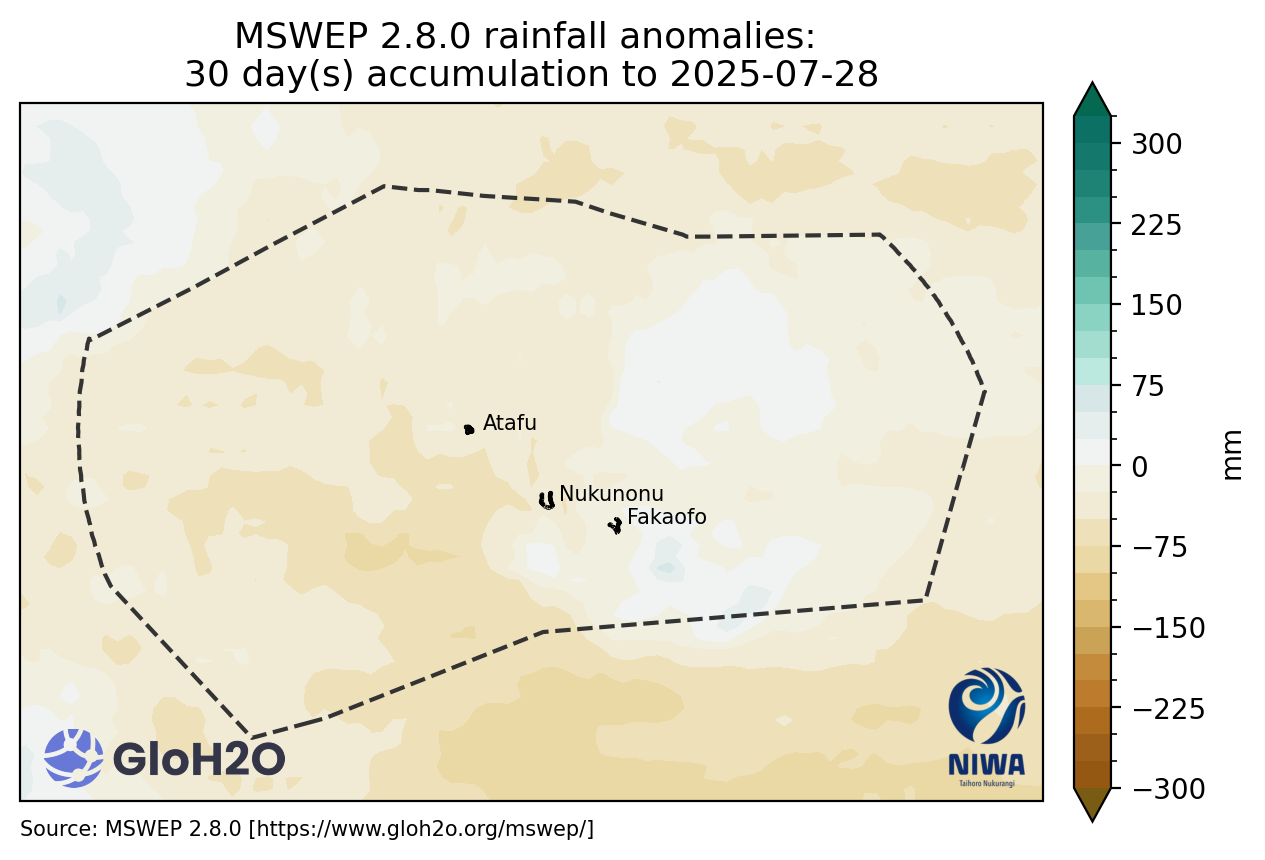 MSWEP 2.8.0 rainfall anomalies:
30 day(s) accumulation to 2025-07-28
300
225
150
75
0
−75
−150
−225
−300
mm
Atafu
Nukunonu
Fakaofo
GloH2O
NIWA
Taihoro Nukurangi
Source: MSWEP 2.8.0 [https://www.gloh2o.org/mswep/]